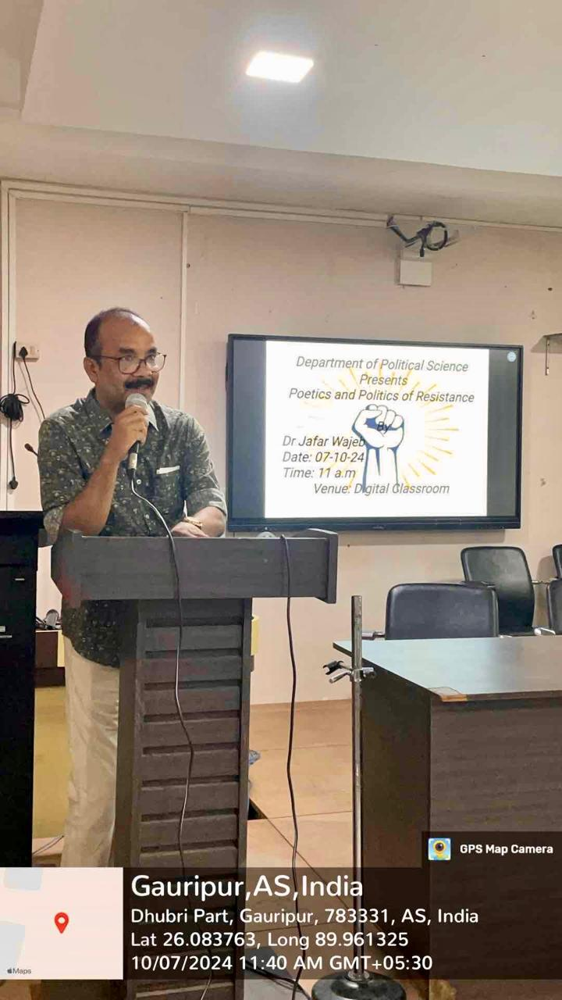 Department of Political Science
Presents
Poetics and Politics of Resistance
By
Dr Jafar Wajeb
Date: 07-10-24
Time: 11 a.m
Venue: Digital Classroom
GPS Map Camera
Gauripur,AS,India
Dhubri Part, Gauripur, 783331, AS, India
Lat 26.083763, Long 89.961325
10/07/2024 11:40 AM GMT+05:30
Maps